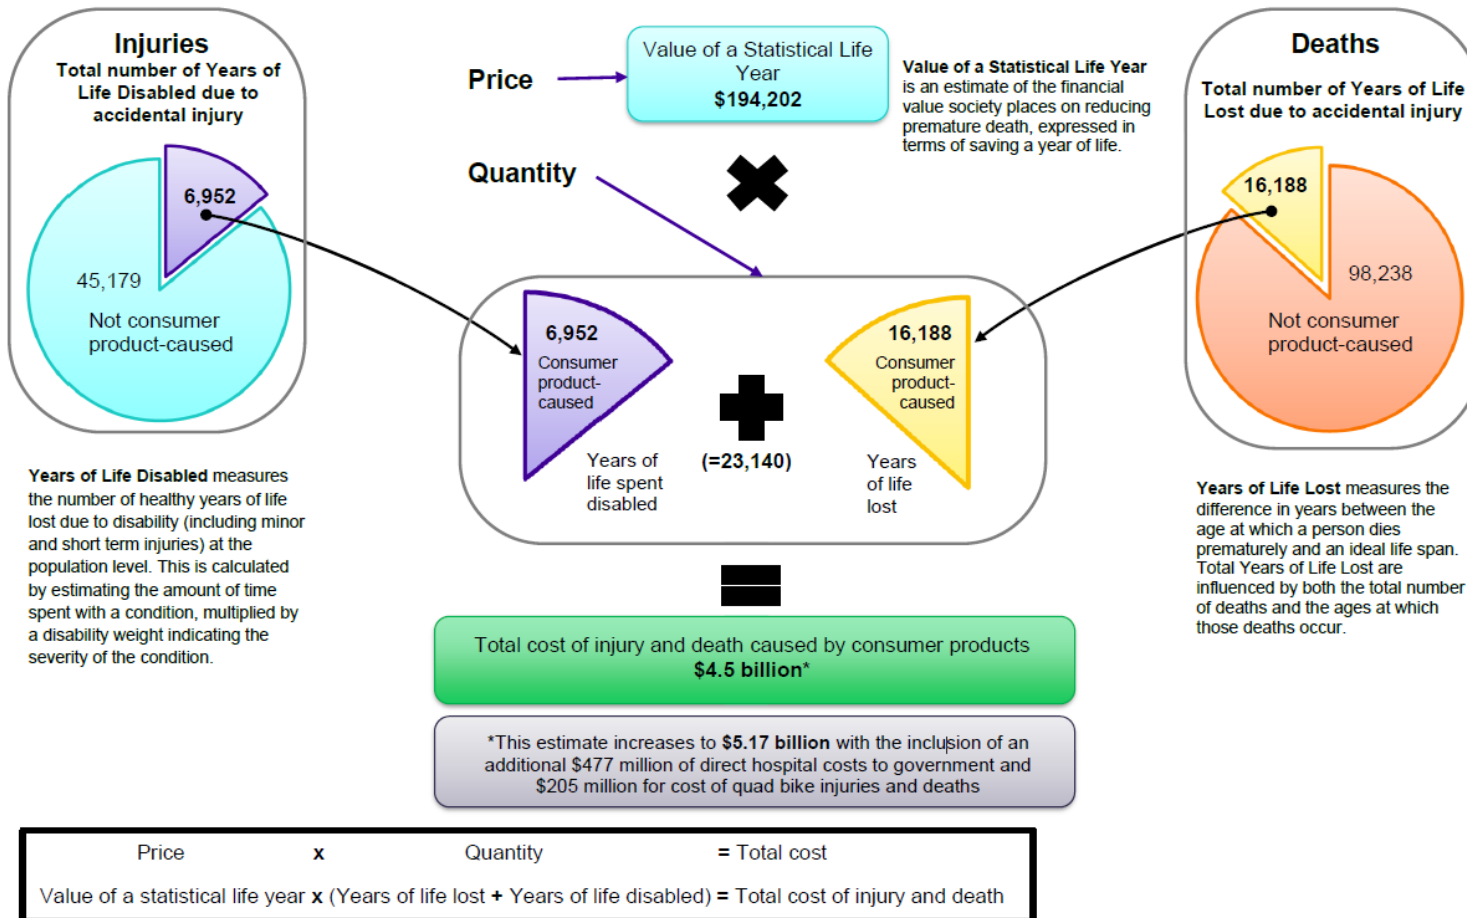 Injuries
Total number of Years of
Life Disabled due to
accidental injury
6,952
45,179
Not consumer
product-caused
Years of Life Disabled measures
the number of healthy years of life
lost due to disability (including minor
and short term injuries) at the
population level. This is calculated
by estimating the amount of time
spent with a condition, multiplied by
a disability weight indicating the
severity of the condition.
Price
Value of a Statistical Life
Year
$194,202
Value of a Statistical Life Year
is an estimate of the financial
value society places on reducing
premature death, expressed in
terms of saving a year of life.
Quantity
6,952
Consumer
product-
caused
Years of
life spent
disabled
(=23,140)
16,188
Consumer
product-
caused
Years
of life
lost
Deaths
Total number of Years of Life
Lost due to accidental injury
16,188
98,238
Not consumer
product-caused
Years of Life Lost measures the
difference in years between the
age at which a person dies
prematurely and an ideal life span.
Total Years of Life Lost are
influenced by both the total number
of deaths and the ages at which
those deaths occur.
Total cost of injury and death caused by consumer products
$4.5 billion*
*This estimate increases to $5.17 billion with the inclusion of an
additional $477 million of direct hospital costs to government and
$205 million for cost of quad bike injuries and deaths
Price x Quantity = Total cost
Value of a statistical life year x (Years of life lost + Years of life disabled) = Total cost of injury and death